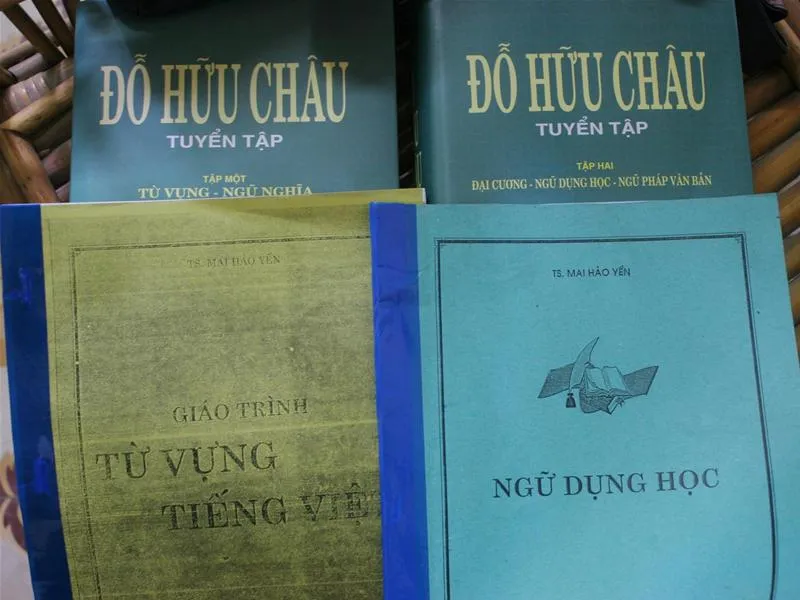 ĐỖ HỮU CHÂU
TUYỂN TẬP
TẬP MỘT
TỪ VỰNG - NGỮ NGHĨA
ĐỖ HỮU CHÂU
TUYỂN TẬP
TẬP HAI
ĐẠI CƯƠNG - NGỮ DỤNG HỌC - NGỮ PHÁP VĂN BẢN
TS. MAI HẢO YẾN
GIÁO TRÌNH
TỪ VỰNG
TIẾNG VIỆT
TS. MAI HẢO YẾN
NGỮ DỤNG HỌC